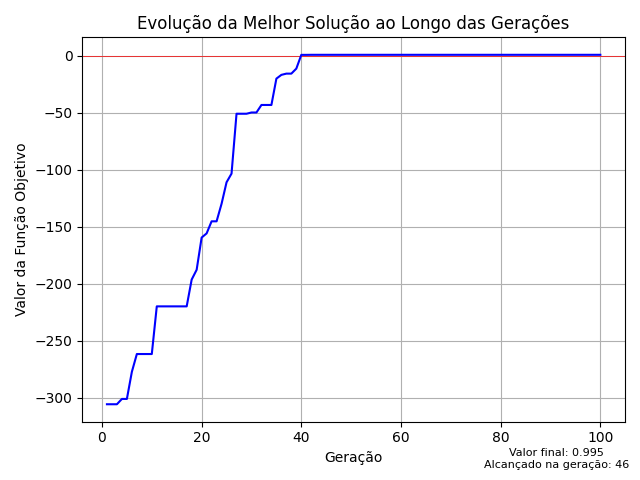 Evolução da Melhor Solução ao Longo das Gerações
Valor da Função Objetivo
0
−50
−100
−150
−200
−250
−300
0 20 40 60 80 100
Geração
Valor final: 0.995
Alcançado na geração: 46